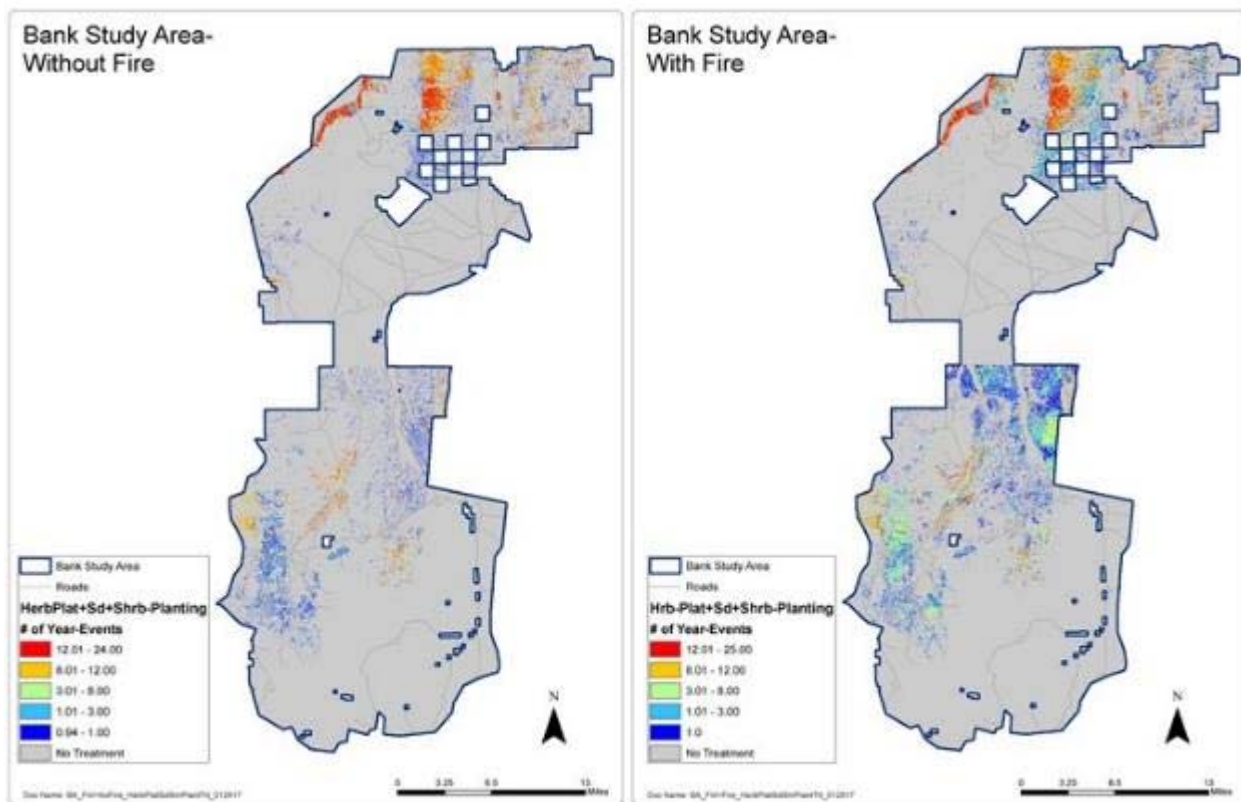 Bank Study Area-
Without Fire
Bank Study Area
Roads
HerbPlat+Sd+Shrb-Planting
# of Year-Events
12.01 - 24.00
8.01 - 12.00
3.01 - 8.00
1.01 - 3.00
0.94 - 1.00
No Treatment
N
0 3.25 6.5 13
Miles
Bank Study Area-
With Fire
Bank Study Area
Roads
Hrb-Plat+Sd+Shrb-Planting
# of Year-Events
12.01 - 25.00
8.01 - 12.00
3.01 - 8.00
1.01 - 3.00
1.0
No Treatment
N
0 3.25 6.5 13
Miles